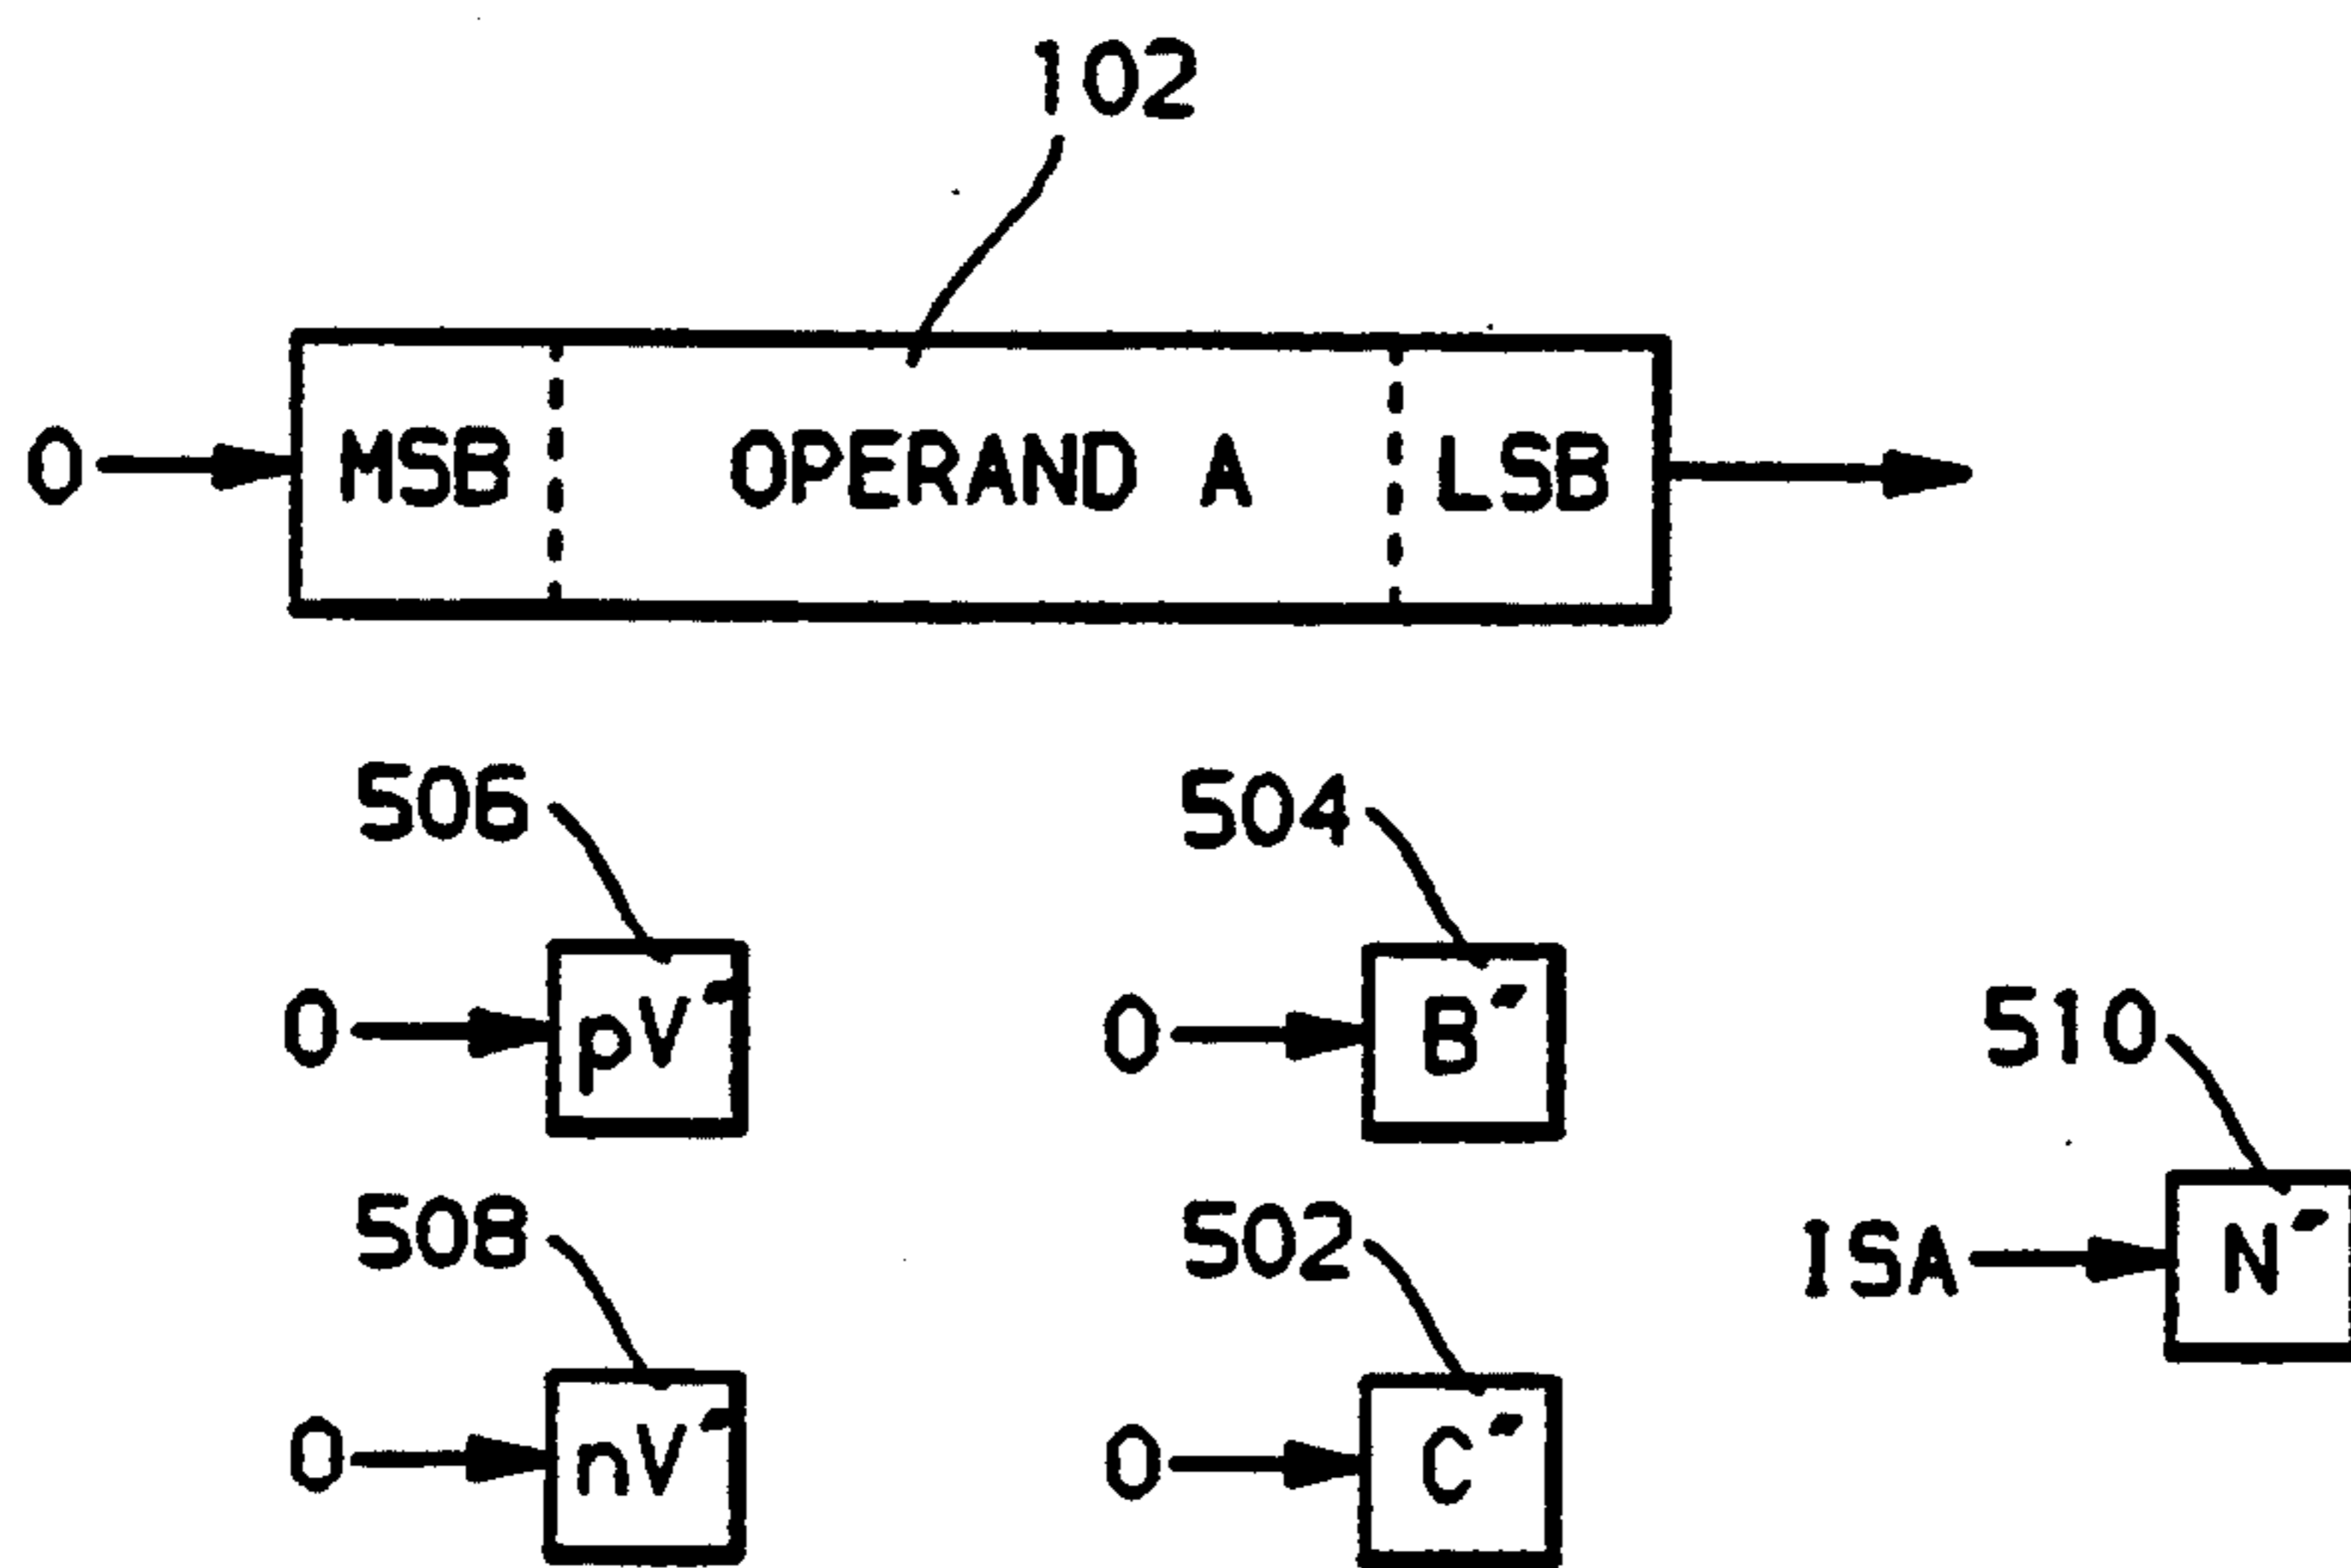 102
0 MSB OPERAND A LSB
506 504
0 pV′ 0 B′ 510
508 502 ISA N′
0 nV′ 0 C′